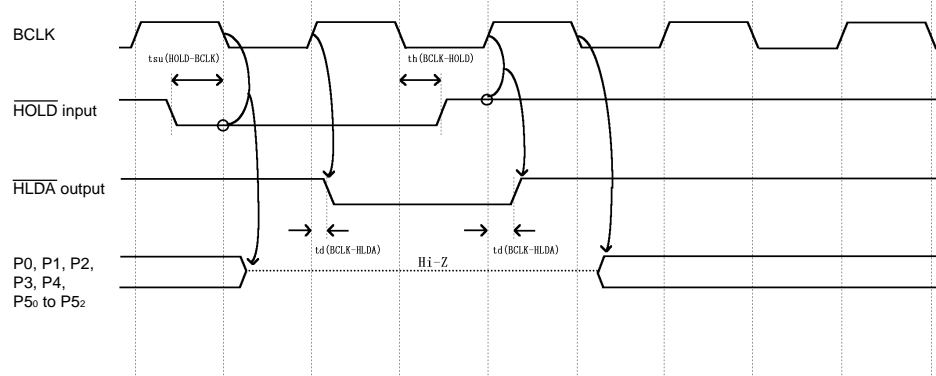 BCLK
tsu(HOLD-BCLK)
th(BCLK-HOLD)
HOLD input
HLDA output
td(BCLK-HLDA)
td(BCLK-HLDA)
Hi-Z
P0, P1, P2,
P3, P4,
P50 to P52